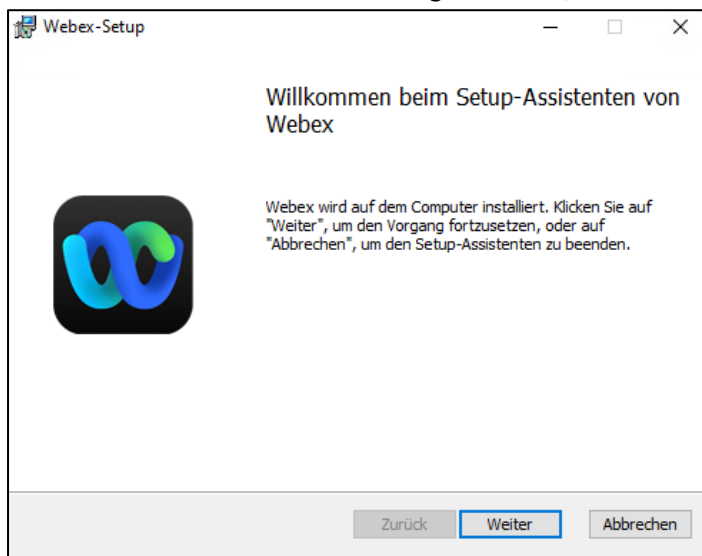 Webex-Setup
Willkommen beim Setup-Assistenten von
Webex
Webex wird auf dem Computer installiert. Klicken Sie auf
"Weiter", um den Vorgang fortzusetzen, oder auf
"Abbrechen", um den Setup-Assistenten zu beenden.
Zurück Weiter Abbrechen